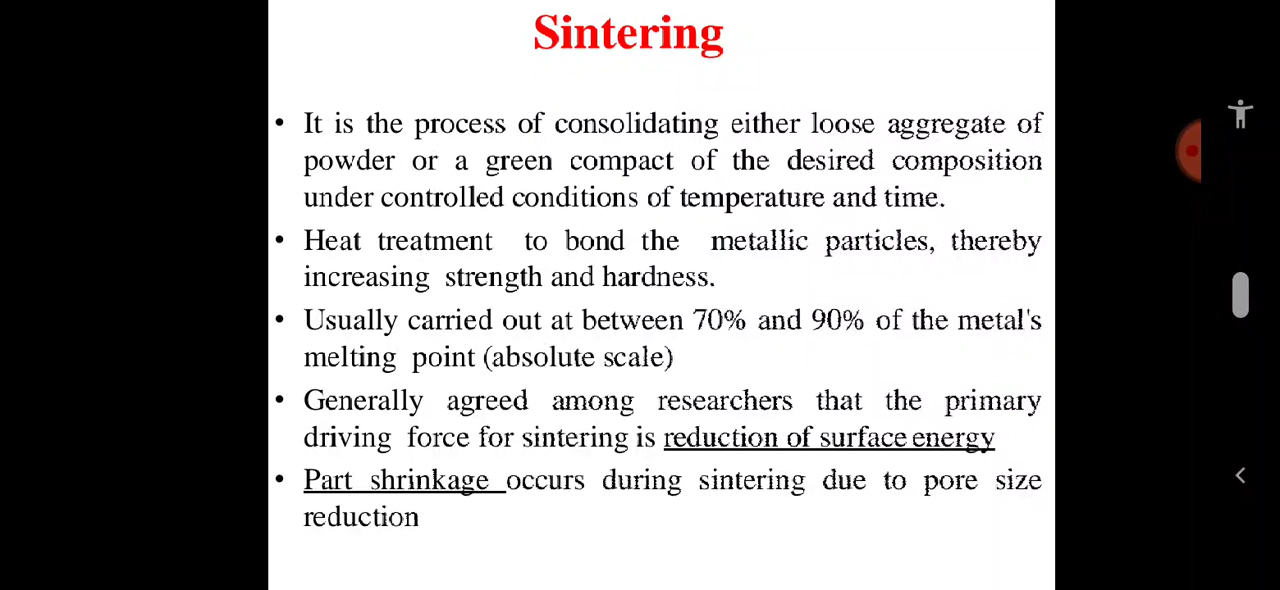 Sintering
• It is the process of consolidating either loose aggregate of
powder or a green compact of the desired composition
under controlled conditions of temperature and time.
• Heat treatment to bond the metallic particles, thereby
increasing strength and hardness.
• Usually carried out at between 70% and 90% of the metal's
melting point (absolute scale)
• Generally agreed among researchers that the primary
driving force for sintering is reduction of surface energy
• Part shrinkage occurs during sintering due to pore size
reduction